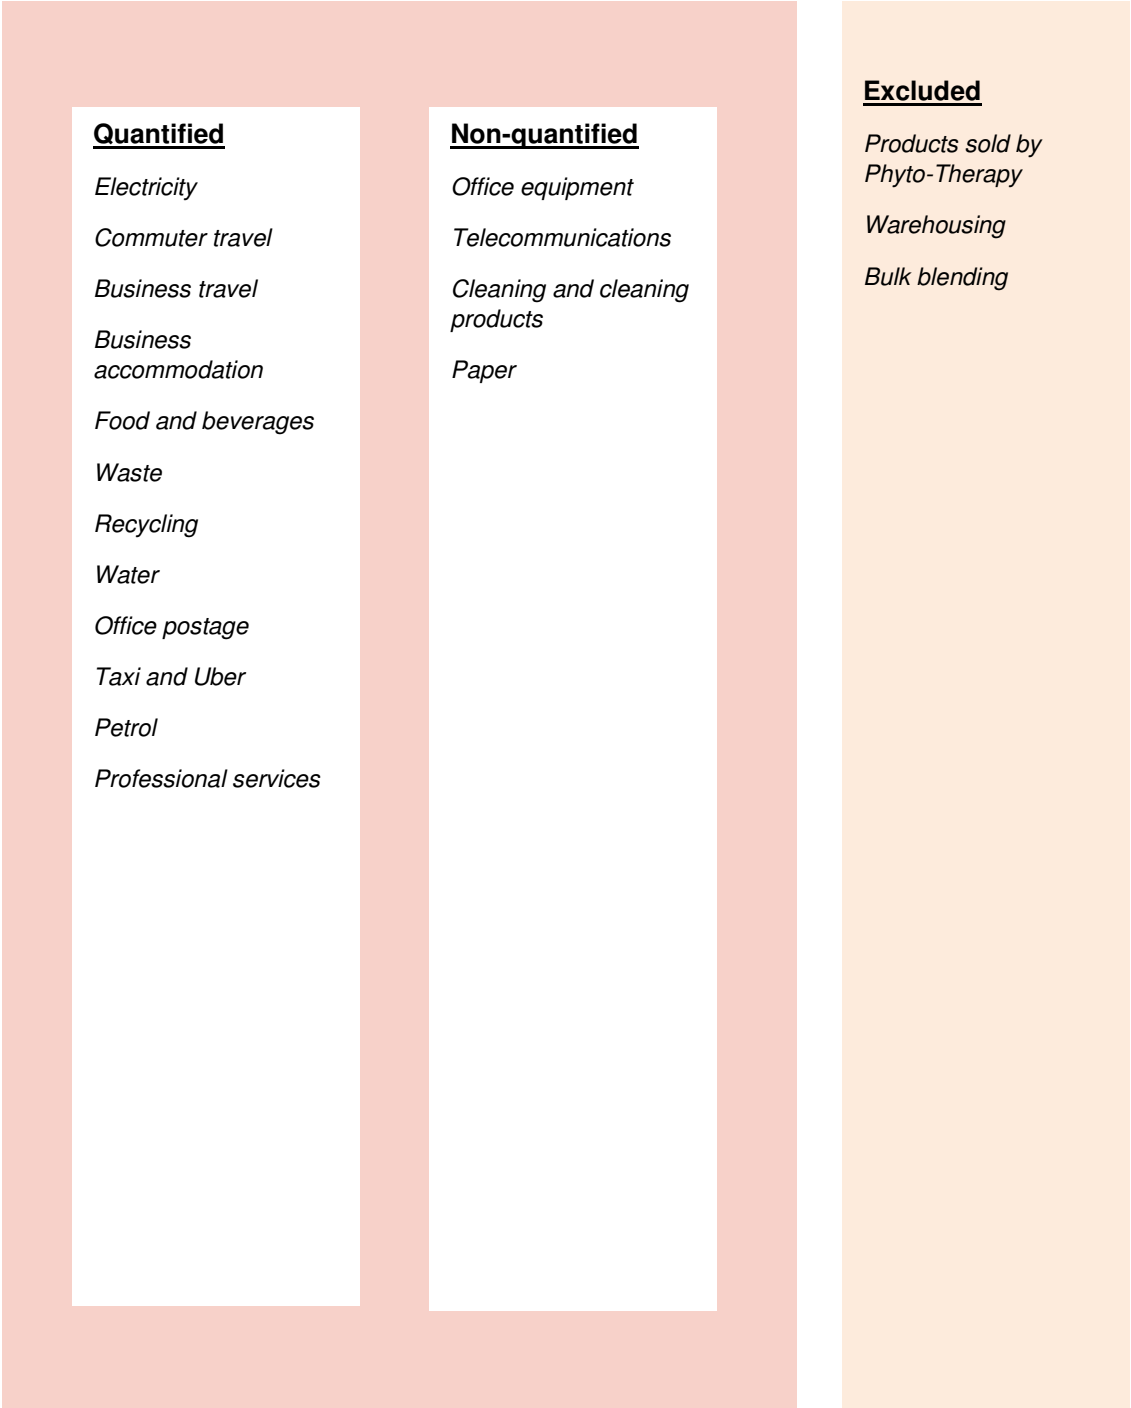 Quantified
Electricity
Commuter travel
Business travel
Business
accommodation
Food and beverages
Waste
Recycling
Water
Office postage
Taxi and Uber
Petrol
Professional services
Non-quantified
Office equipment
Telecommunications
Cleaning and cleaning
products
Paper
Excluded
Products sold by
Phyto-Therapy
Warehousing
Bulk blending